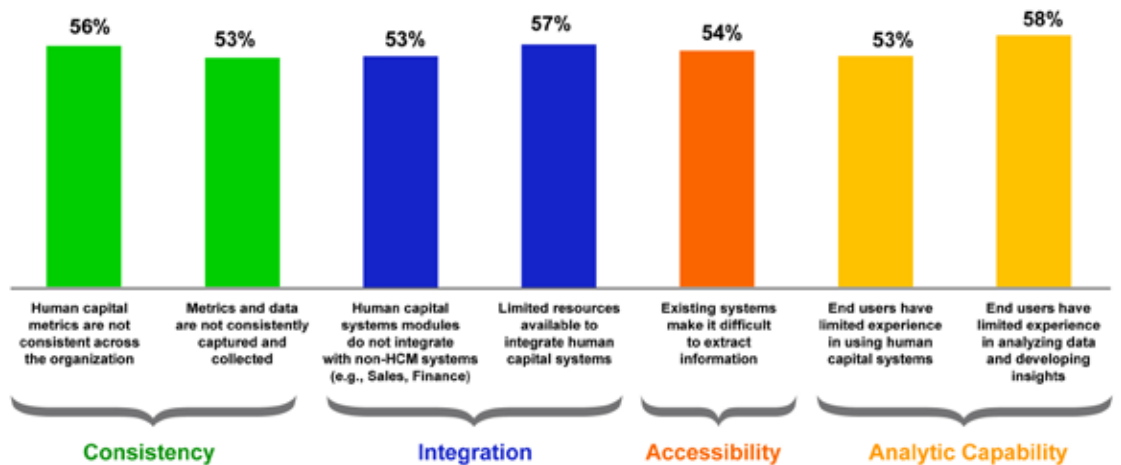 56%
53%
53%
57%
54%
53%
58%
Human capital
metrics are not
consistent across
the organization
Metrics and data
are not consistently
captured and
collected
Human capital
systems modules
do not integrate
with non-HCM systems
(e.g., Sales, Finance)
Limited resources
available to
integrate human
capital systems
Existing systems
make it difficult
to extract
information
End users have
limited experience
in using human
capital systems
End users have
limited experience
in analyzing data
and developing
insights
Consistency
Integration
Accessibility
Analytic Capability